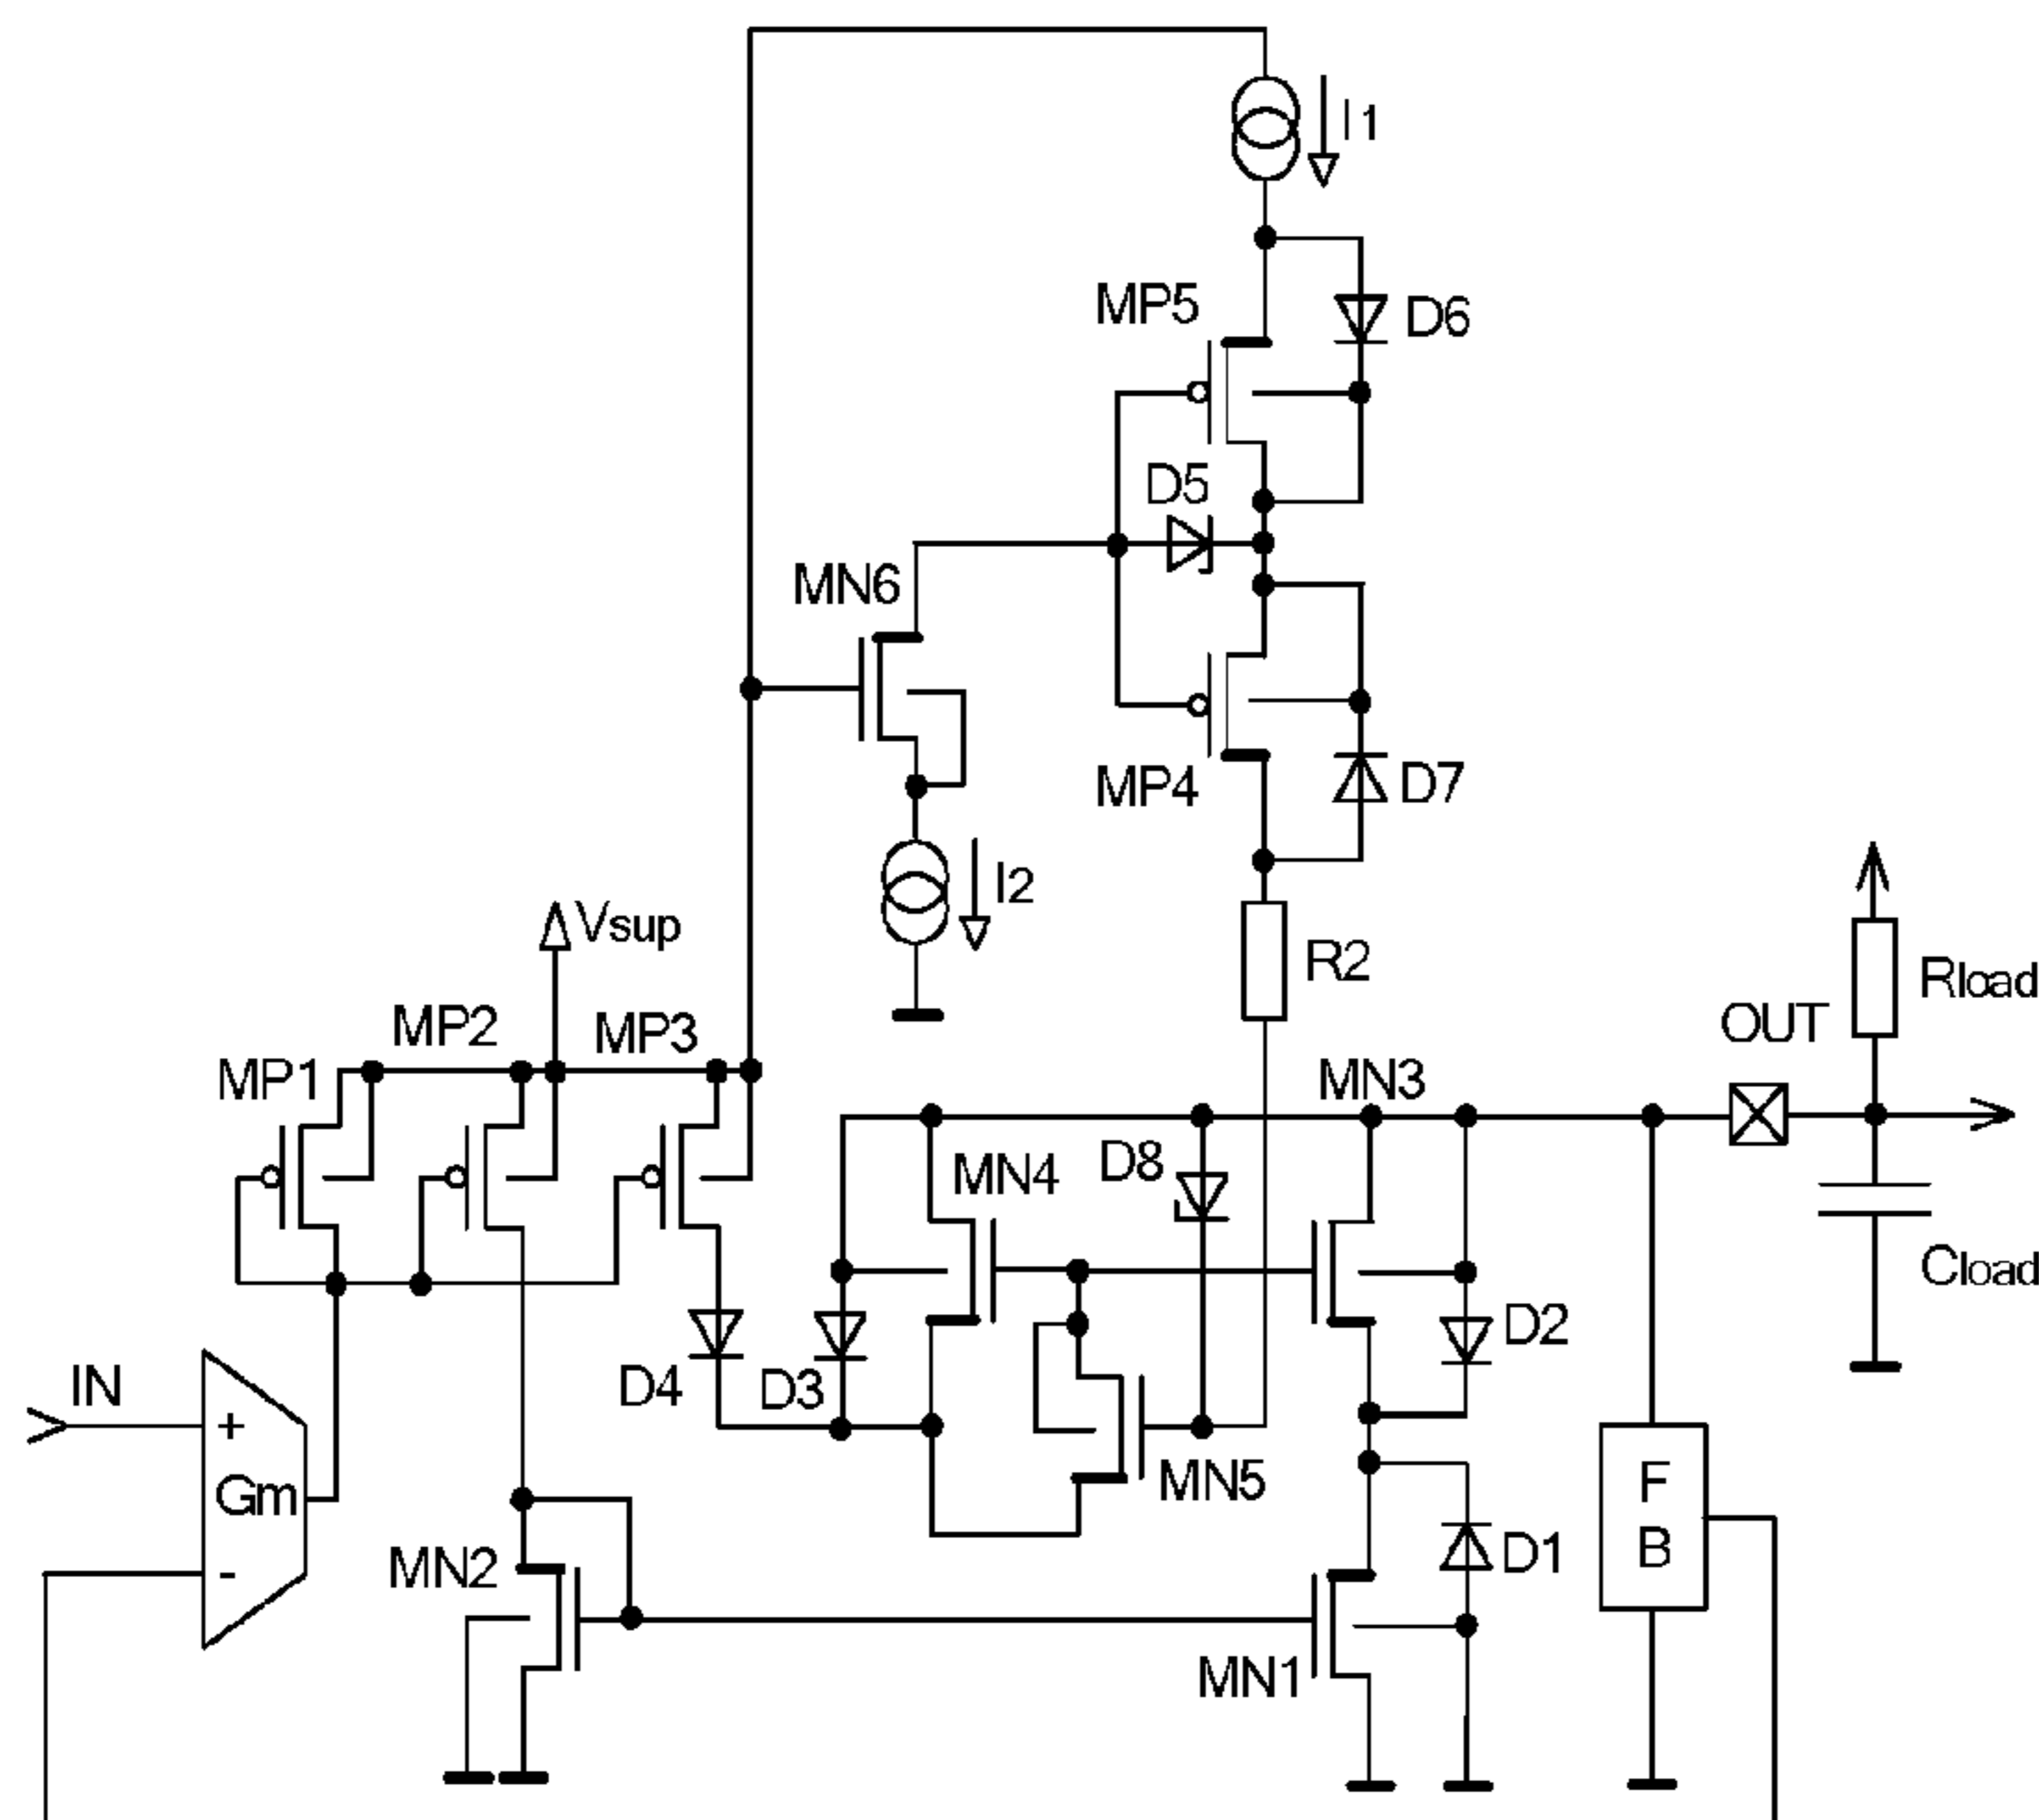 I1
MP5
D6
D5
MN6
MP4
D7
I2
Vsup
R2
Rload
OUT
MP2
MP3
MP1
MN3
D8
MN4
Cload
D2
IN
D4
D3
+
Gm
-
MN5
F
B
D1
MN2
MN1